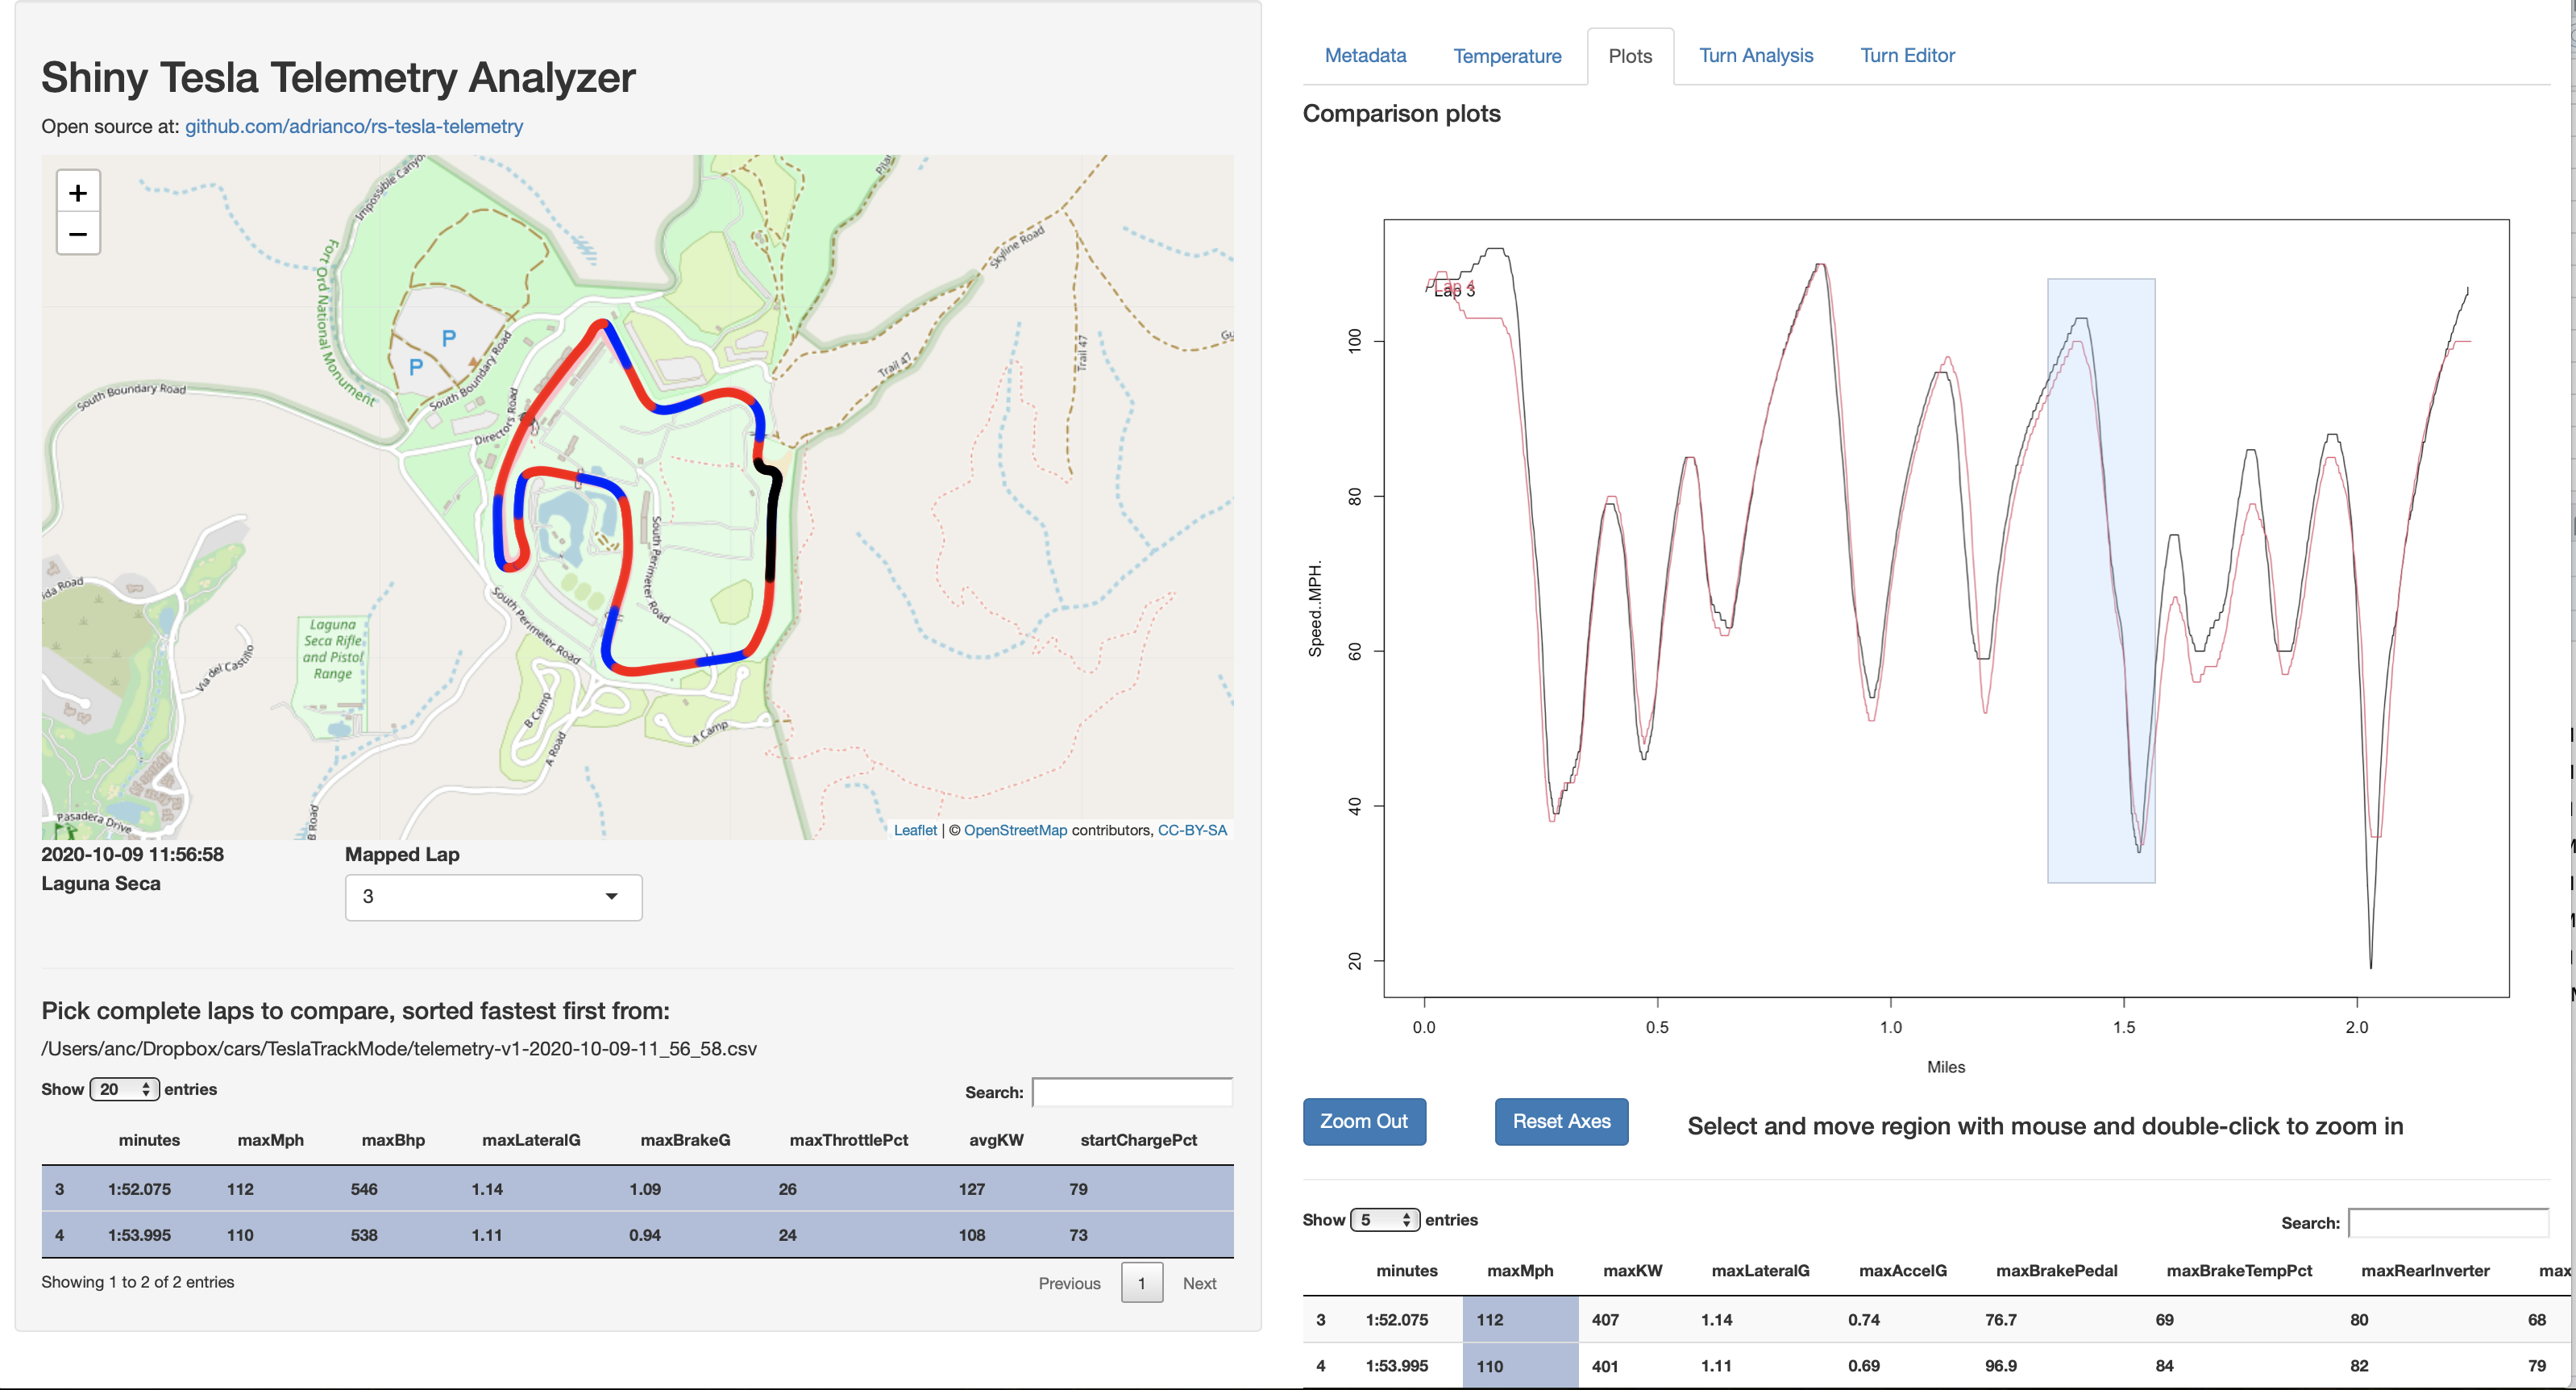 Shiny Tesla Telemetry Analyzer
Open source at: github.com/adrianco/rs-tesla-telemetry
+
−
Impossible Canyon
Fort Ord National Monument
South Boundary Road
South Boundary Road
Directors Road
P
P
Skyline Road
Trail 47
Trail 47
South Perimeter Road
South Perimeter Road
Laguna
Seca Rifle
and Pistol
Range
Via del Castillo
Pasadera Drive
B Camp
A Road
A Camp
B Road
Leaflet | © OpenStreetMap contributors, CC-BY-SA
2020-10-09 11:56:58
Laguna Seca
Mapped Lap
3
Pick complete laps to compare, sorted fastest first from:
/Users/anc/Dropbox/cars/TeslaTrackMode/telemetry-v1-2020-10-09-11_56_58.csv
Show 20 entries
Search:
minutes maxMph maxBhp maxLateralG maxBrakeG maxThrottlePct avgKW startChargePct
3 1:52.075 112 546 1.14 1.09 26 127 79
4 1:53.995 110 538 1.11 0.94 24 108 73
Showing 1 to 2 of 2 entries
Previous 1 Next
Metadata Temperature Plots Turn Analysis Turn Editor
Comparison plots
Lap 4
Lap 3
Speed..MPH.
100
80
60
40
20
0.0 0.5 1.0 1.5 2.0
Miles
Zoom Out Reset Axes Select and move region with mouse and double-click to zoom in
Show 5 entries
Search:
minutes maxMph maxKW maxLateralG maxAccelG maxBrakePedal maxBrakeTempPct maxRearInverter max
3 1:52.075 112 407 1.14 0.74 76.7 69 80 68
4 1:53.995 110 401 1.11 0.69 96.9 84 82 79